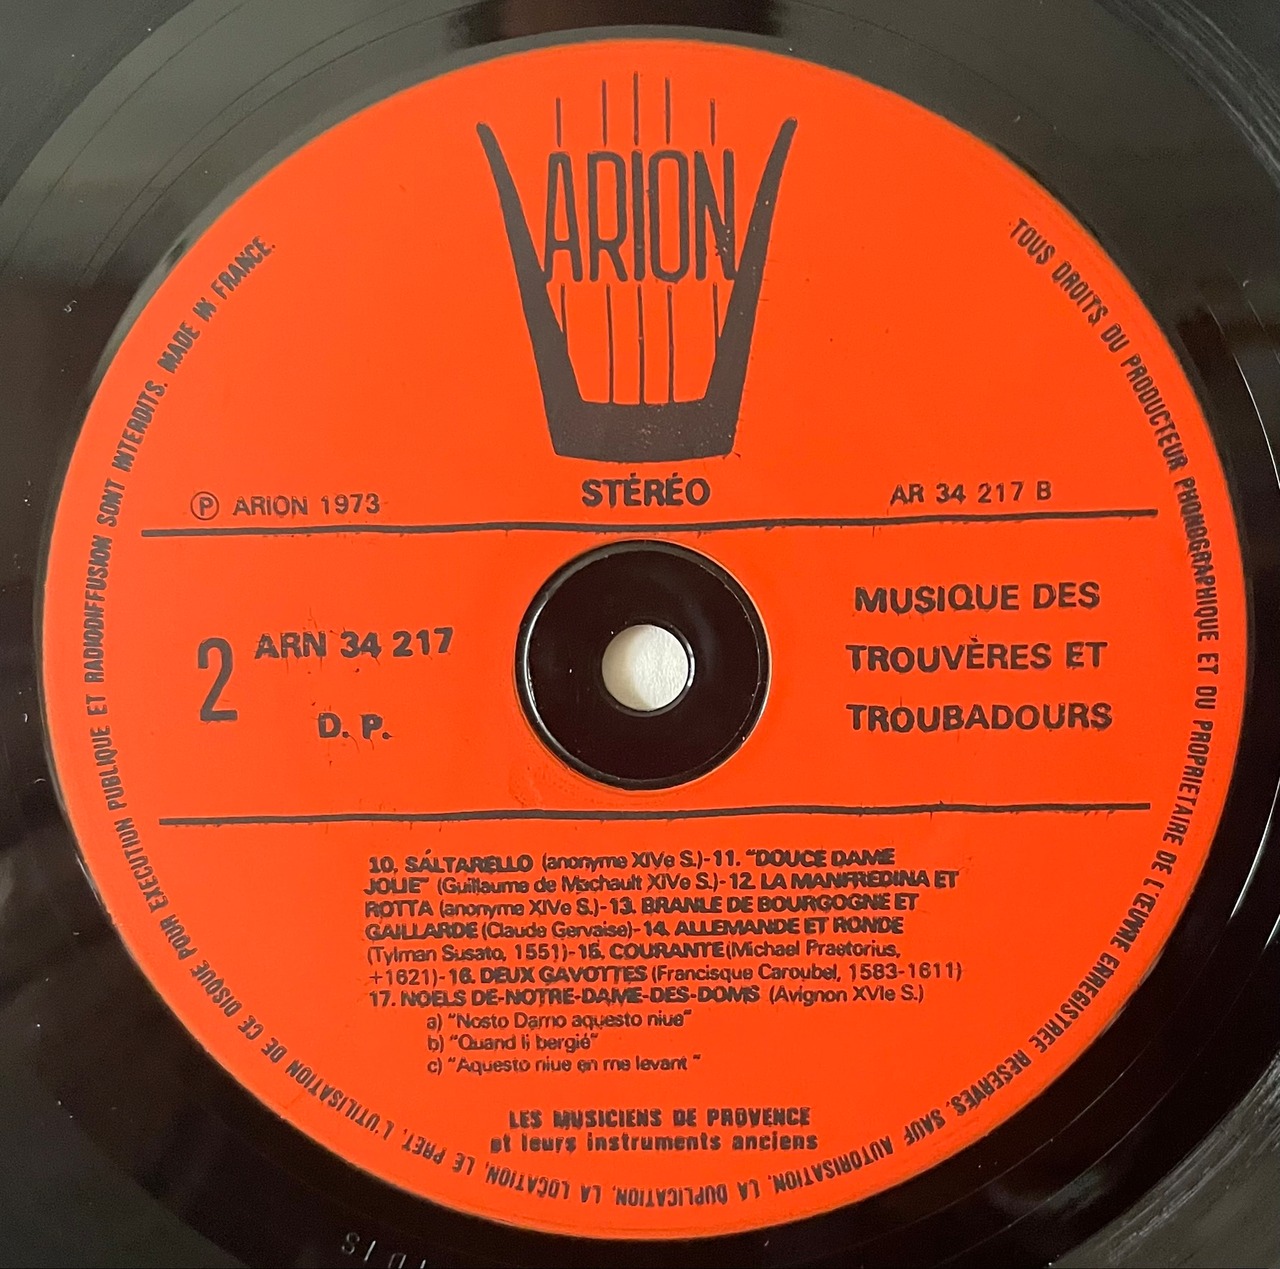 ARION
STÉRÉO
Ⓟ ARION 1973
AR 34 217 B
2
ARN 34 217
D. P.
MUSIQUE DES
TROUVÈRES ET
TROUBADOURS
10. SALTARELLO (anonyme XIVe S.)-11. "DOUCE DAME
JOLIE" (Guillaume de Machault XIVe S.)-12. LA MANFREDINA ET
ROTTA (anonyme XIVe S.)-13. BRANLE DE BOURGOGNE ET
GAILLARDE (Claude Gervaise)-14. ALLEMANDE ET RONDE
(Tylman Susato, 1551)-15. COURANTE (Michael Praetorius,
+1621)-16. DEUX GAVOTTES (Francisque Caroubel, 1583-1611)
17. NOELS DE-NOTRE-DAME-DES-DOMS (Avignon XVIe S.)
a) "Nosto Damo aquesto niue"
b) "Quand li bergié"
c) "Aquesto niue en me levant "
LES MUSICIENS DE PROVENCE
et leurs instruments anciens
TOUS DROITS DU PRODUCTEUR PHONOGRAPHIQUE ET DU PROPRIETAIRE DE L'ŒUVRE ENREGISTREE RESERVES. SAUF AUTORISATION, LA DUPLICATION, LA LOCATION, LE PRET, L'UTILISATION DE CE DISQUE POUR EXECUTION PUBLIQUE ET RADIODIFFUSION SONT INTERDITS. MADE IN FRANCE.